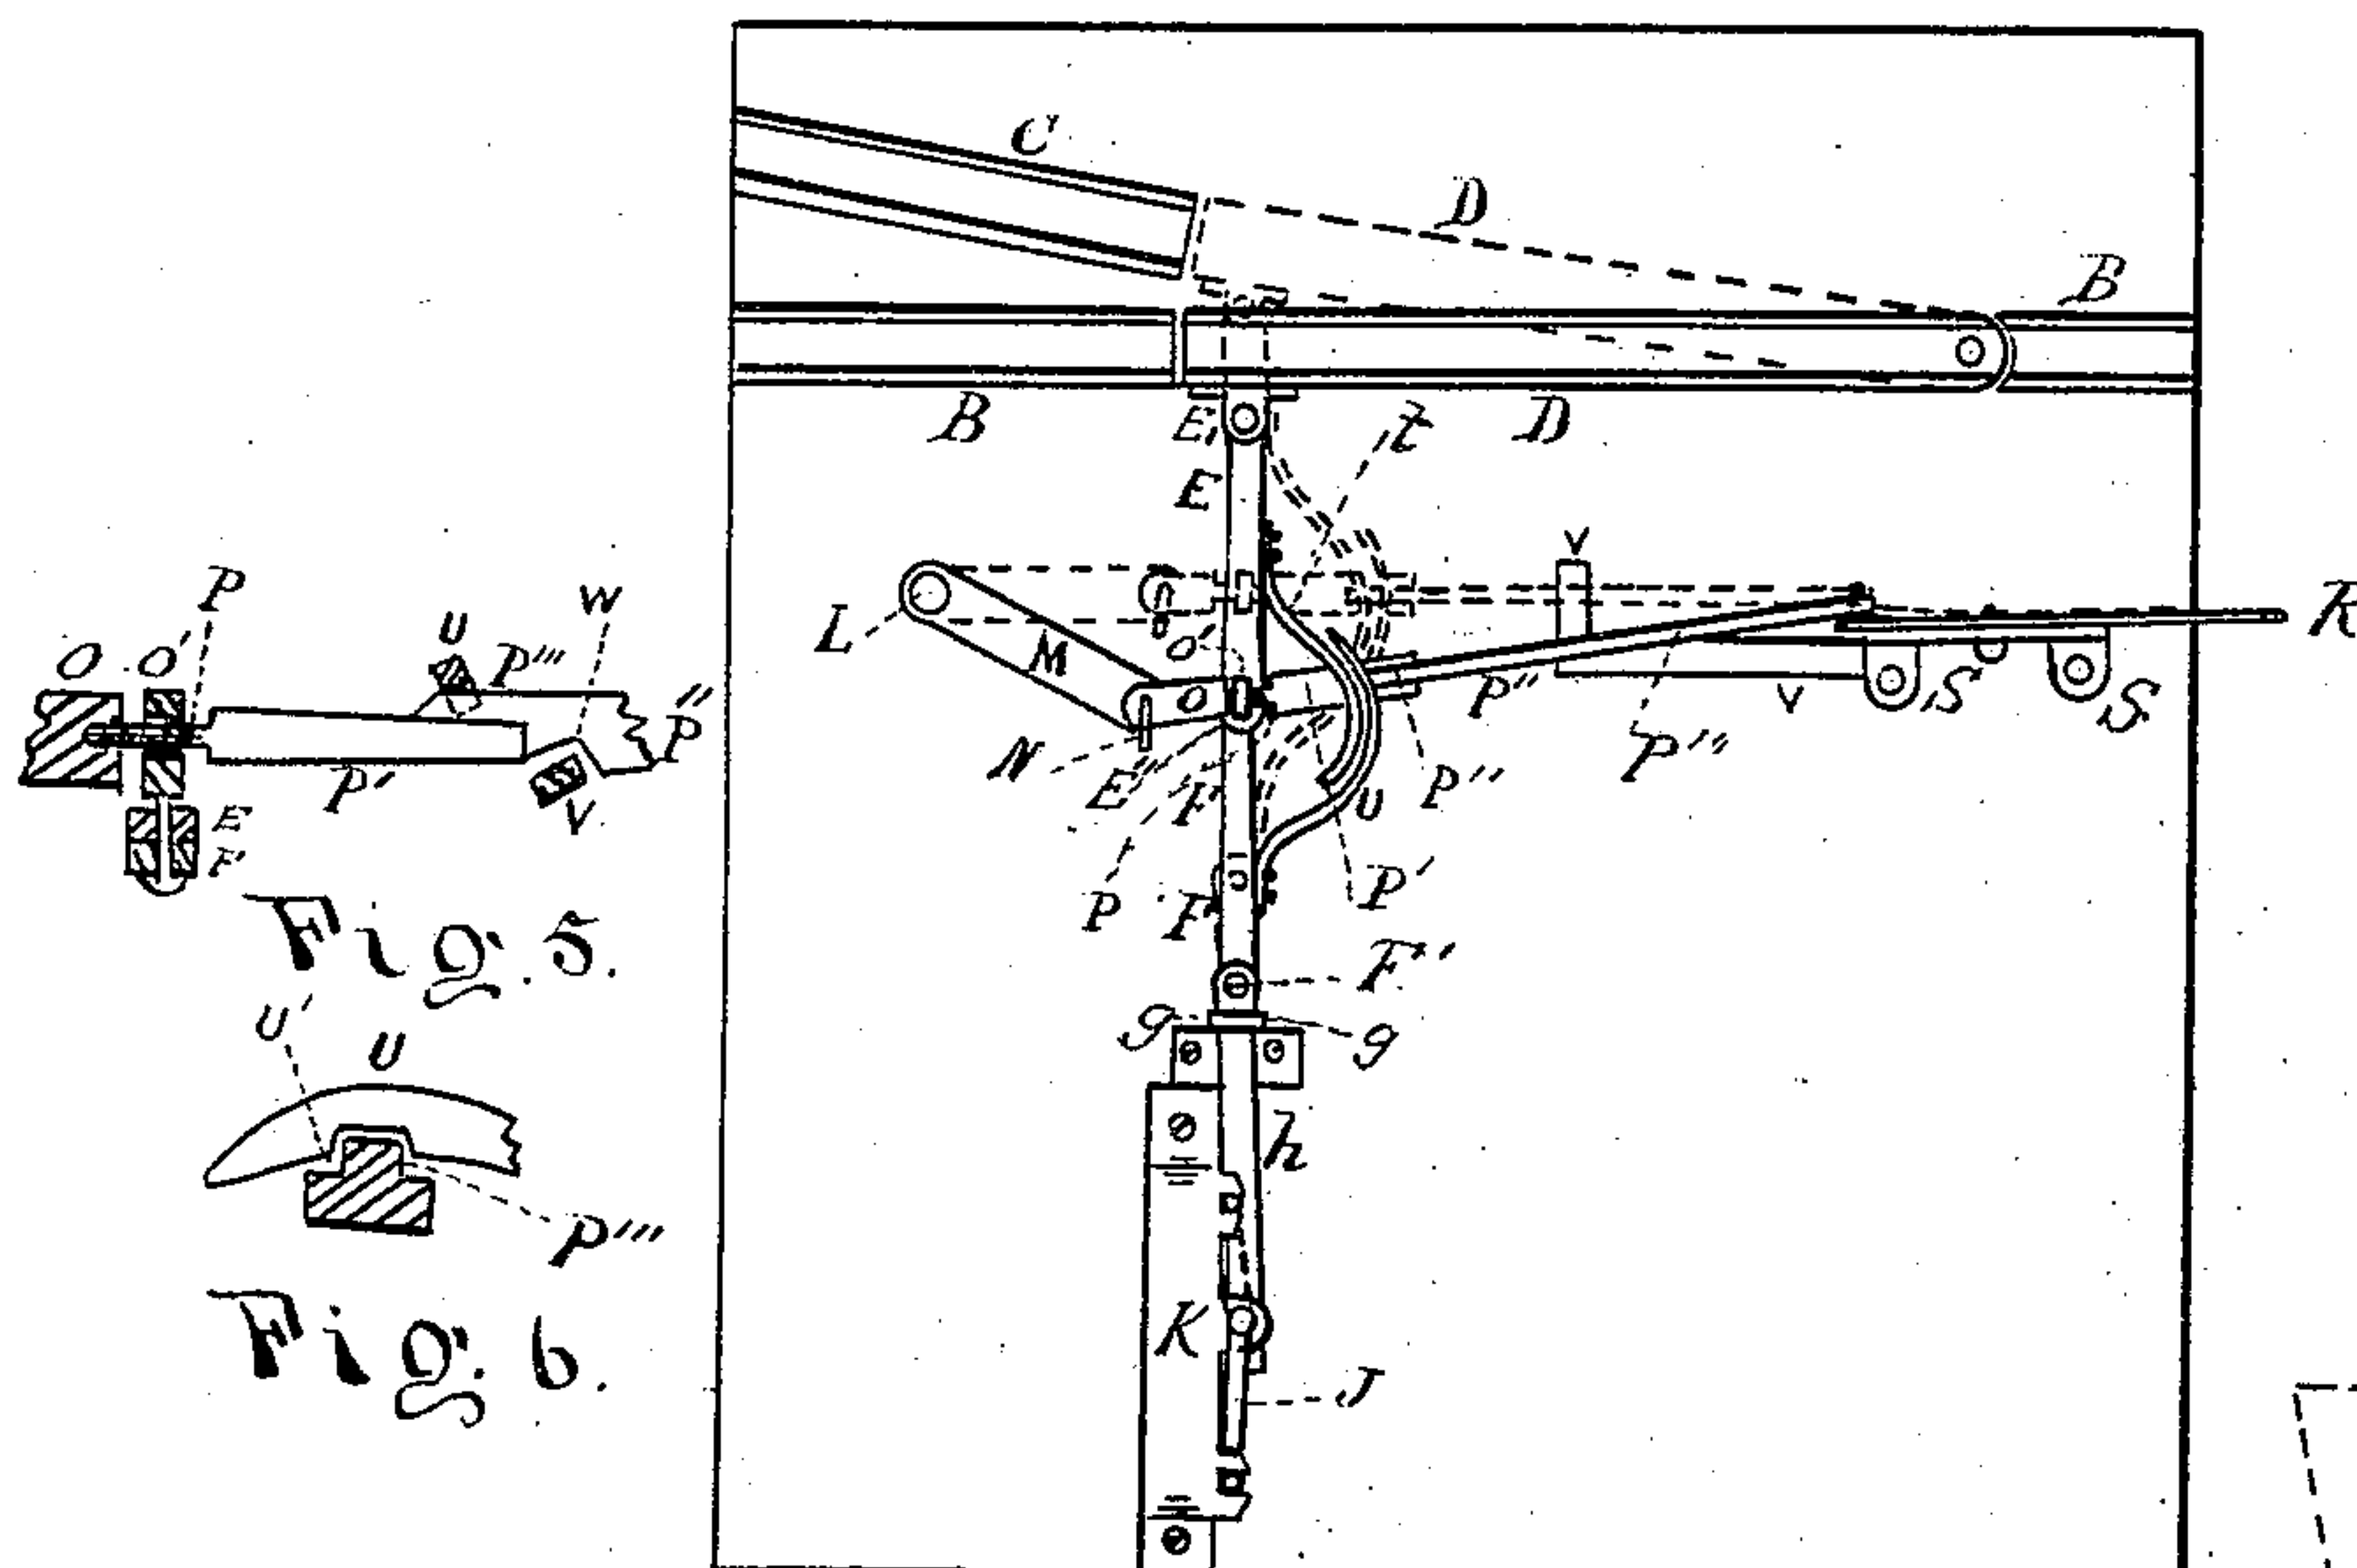 C
D
B
B
E,
D
t
E
V
R
L
M
O'
P
W
U
O
O'
P'''
O
P''
P''
V
S'
S
P'''
N
E''
F
P''
U
P'
V
E
F
P
F
P'
Fig. 5.
F'
U'
U
g
g
h
P'''
K
J
Fig. 6.